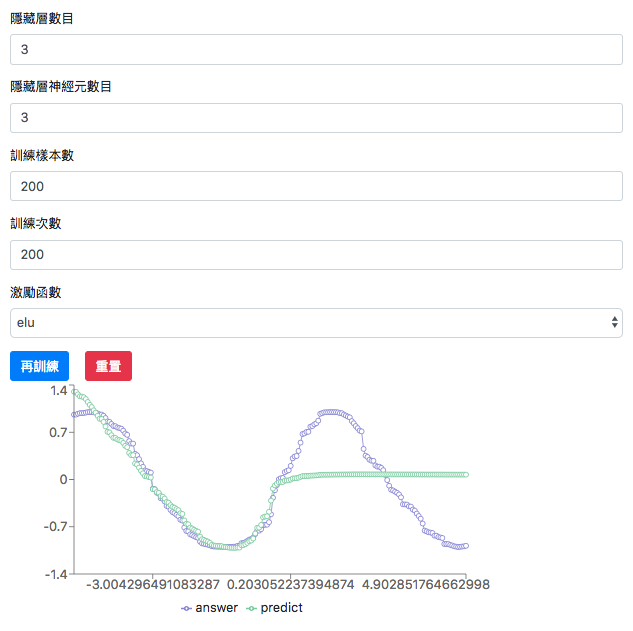 隱藏層數目
3
隱藏層神經元數目
3
訓練樣本數
200
訓練次數
200
激勵函數
elu
再訓練 重置
1.4
0.7
0
-0.7
-1.4
-3.004296491083287 0.203052237394874 4.902851764662998
answer predict